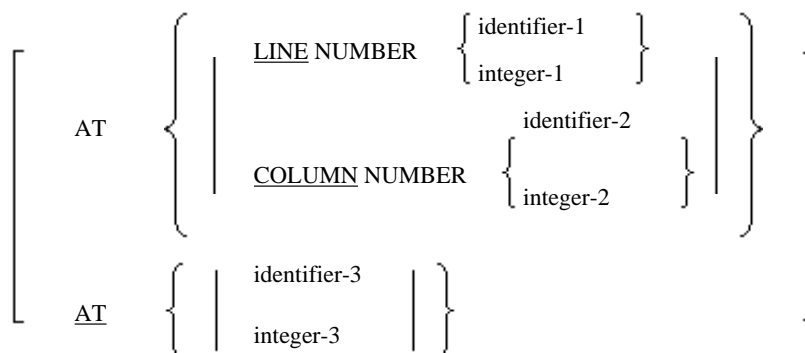 LINE NUMBER
identifier-1
integer-1
AT
identifier-2
COLUMN NUMBER
integer-2
AT
identifier-3
integer-3